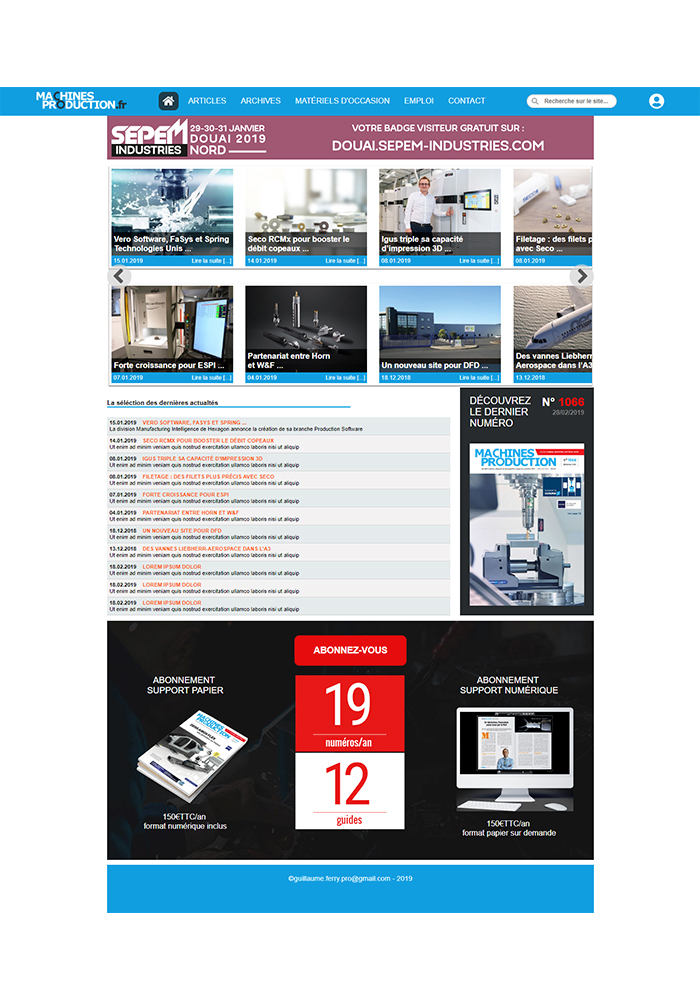 MACHINES
PRODUCTION.fr
ARTICLES ARCHIVES MATÉRIELS D'OCCASION EMPLOI CONTACT
Recherche sur le site...
SEPEM
INDUSTRIES
29-30-31 JANVIER
DOUAI 2019
NORD
VOTRE BADGE VISITEUR GRATUIT SUR :
DOUAI.SEPEM-INDUSTRIES.COM
Vero Software, FaSys et Spring
Technologies Unis ...
15.01.2019 Lire la suite [...]
Seco RCMx pour booster le
débit copeaux ...
14.01.2019 Lire la suite [...]
Igus triple sa capacité
d'impression 3D ...
08.01.2019 Lire la suite [...]
Filetage : des filets p
avec Seco ...
08.01.2019
Forte croissance pour ESPI ...
07.01.2019 Lire la suite [...]
Partenariat entre Horn
et W&F ...
04.01.2019 Lire la suite [...]
Un nouveau site pour DFD ...
18.12.2018 Lire la suite [...]
Des vannes Liebherr
Aerospace dans l'A3
13.12.2018
La séléction des dernières actualtés
15.01.2019 VERO SOFTWARE, FASYS ET SPRING ...
La division Manufacturing Intelligence de Hexagon annonce la création de sa branche Production Software
14.01.2019 SECO RCMX POUR BOOSTER LE DÉBIT COPEAUX
Ut enim ad minim veniam quis nostrud exercitation ullamco laboris nisi ut aliquip
08.01.2019 IGUS TRIPLE SA CAPACITÉ D'IMPRESSION 3D
Ut enim ad minim veniam quis nostrud exercitation ullamco laboris nisi ut aliquip
08.01.2019 FILETAGE : DES FILETS PLUS PRÉCIS AVEC SECO
Ut enim ad minim veniam quis nostrud exercitation ullamco laboris nisi ut aliquip
07.01.2019 FORTE CROISSANCE POUR ESPI
Ut enim ad minim veniam quis nostrud exercitation ullamco laboris nisi ut aliquip
04.01.2019 PARTENARIAT ENTRE HORN ET W&F
Ut enim ad minim veniam quis nostrud exercitation ullamco laboris nisi ut aliquip
18.12.2018 UN NOUVEAU SITE POUR DFD
Ut enim ad minim veniam quis nostrud exercitation ullamco laboris nisi ut aliquip
13.12.2018 DES VANNES LIEBHERR-AEROSPACE DANS L'A3
Ut enim ad minim veniam quis nostrud exercitation ullamco laboris nisi ut aliquip
18.02.2019 LOREM IPSUM DOLOR
Ut enim ad minim veniam quis nostrud exercitation ullamco laboris nisi ut aliquip
18.02.2019 LOREM IPSUM DOLOR
Ut enim ad minim veniam quis nostrud exercitation ullamco laboris nisi ut aliquip
18.02.2019 LOREM IPSUM DOLOR
Ut enim ad minim veniam quis nostrud exercitation ullamco laboris nisi ut aliquip
DÉCOUVREZ
LE DERNIER
NUMÉRO
N° 1066
28/02/2019
MACHINES
PRODUCTION
ABONNEZ-VOUS
ABONNEMENT
SUPPORT PAPIER
MACHINES
PRODUCTION
150€TTC/an
format numérique inclus
19
numéros/an
12
guides
ABONNEMENT
SUPPORT NUMÉRIQUE
150€TTC/an
format papier sur demande
©guillaume.ferry.pro@gmail.com - 2019